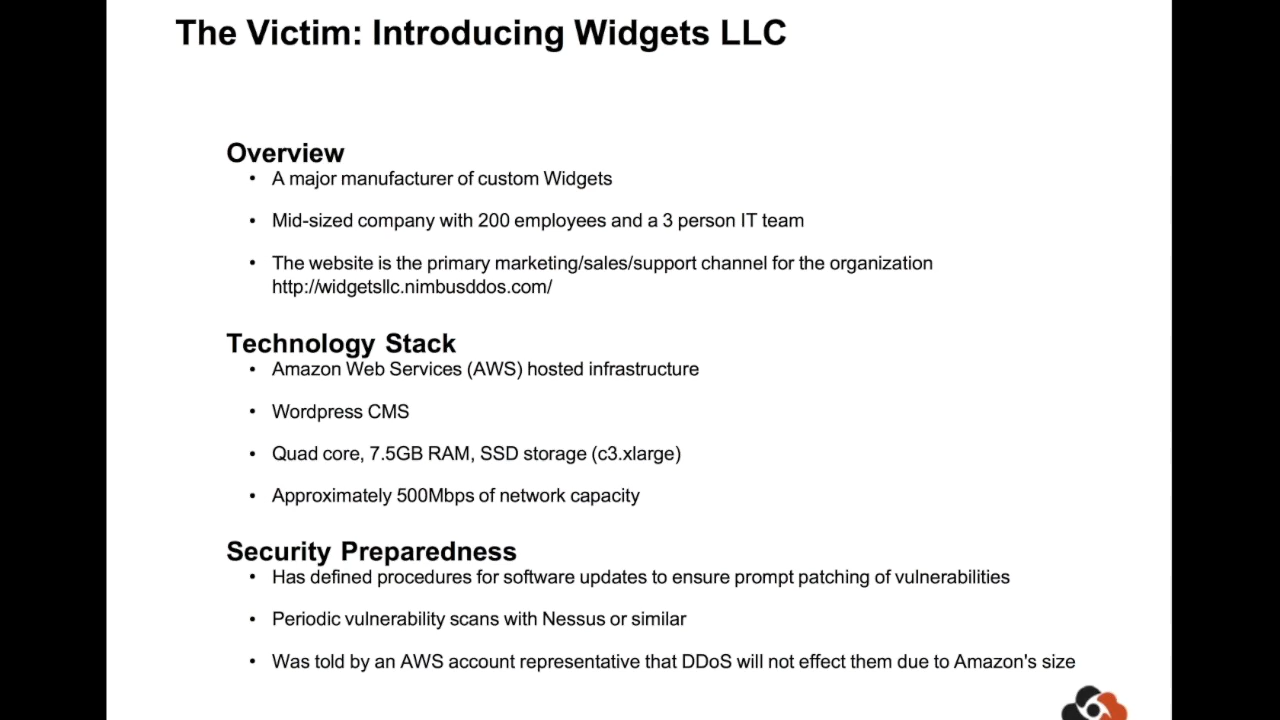 The Victim: Introducing Widgets LLC
Overview
• A major manufacturer of custom Widgets
• Mid-sized company with 200 employees and a 3 person IT team
• The website is the primary marketing/sales/support channel for the organization
http://widgetsllc.nimbusddos.com/
Technology Stack
• Amazon Web Services (AWS) hosted infrastructure
• Wordpress CMS
• Quad core, 7.5GB RAM, SSD storage (c3.xlarge)
• Approximately 500Mbps of network capacity
Security Preparedness
• Has defined procedures for software updates to ensure prompt patching of vulnerabilities
• Periodic vulnerability scans with Nessus or similar
• Was told by an AWS account representative that DDoS will not effect them due to Amazon's size